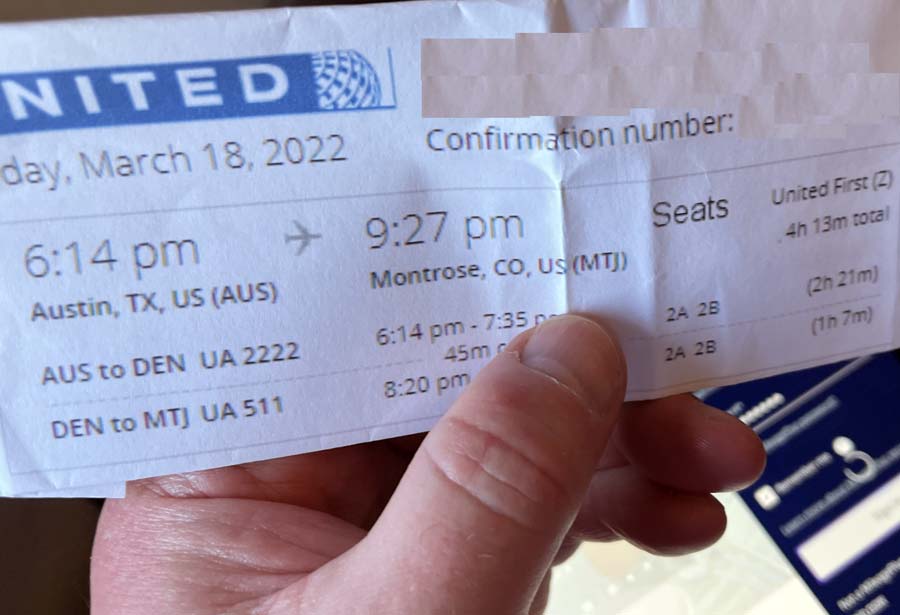 NITED
day, March 18, 2022
Confirmation number:
6:14 pm
9:27 pm
Seats
United First (Z)
4h 13m total
Austin, TX, US (AUS)
Montrose, CO, US (MTJ)
AUS to DEN UA 2222
6:14 pm - 7:35
2A 2B
(2h 21m)
45m
DEN to MTJ UA 511
8:20 pm
2A 2B
(1h 7m)